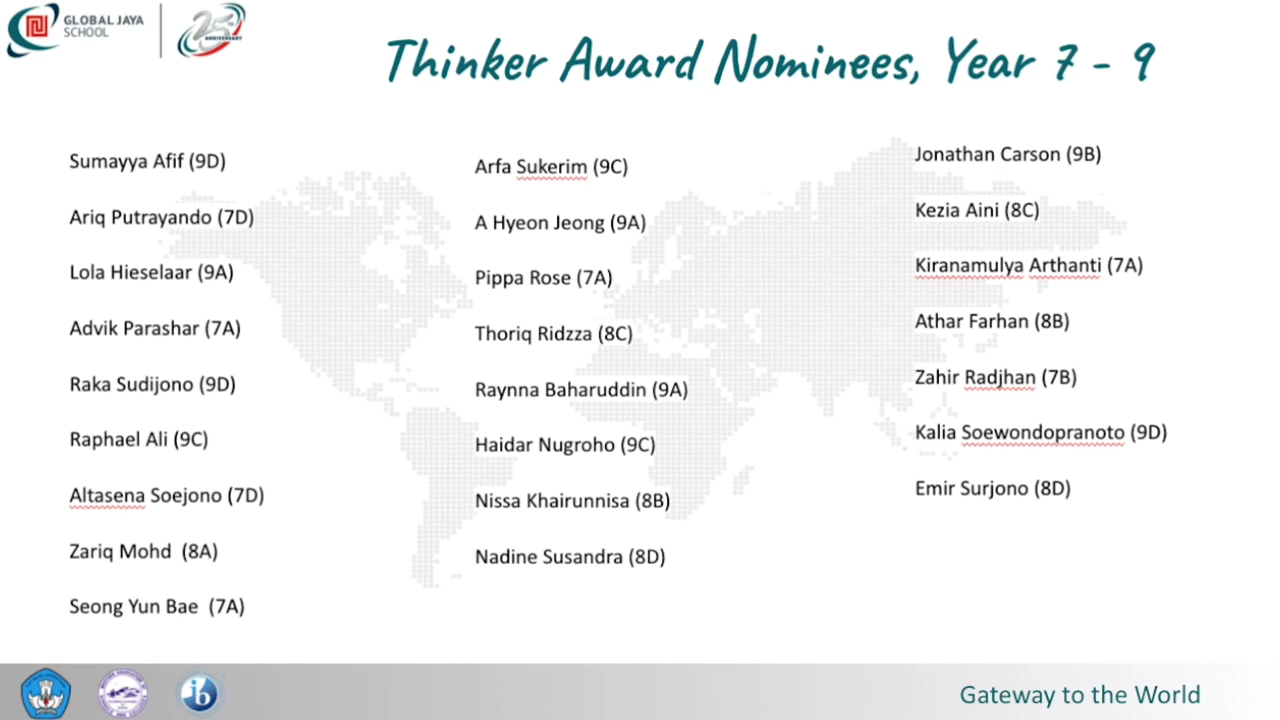 GLOBAL JAYA
SCHOOL
25th
ANNIVERSARY
Thinker Award Nominees, Year 7 - 9
Sumayya Afif (9D)
Ariq Putrayando (7D)
Lola Hieselaar (9A)
Advik Parashar (7A)
Raka Sudijono (9D)
Raphael Ali (9C)
Altasena Soejono (7D)
Zariq Mohd (8A)
Seong Yun Bae (7A)
Arfa Sukerim (9C)
A Hyeon Jeong (9A)
Pippa Rose (7A)
Thoriq Ridzza (8C)
Raynna Baharuddin (9A)
Haidar Nugroho (9C)
Nissa Khairunnisa (8B)
Nadine Susandra (8D)
Jonathan Carson (9B)
Kezia Aini (8C)
Kiranamulya Arthanti (7A)
Athar Farhan (8B)
Zahir Radjhan (7B)
Kalia Soewondopranoto (9D)
Emir Surjono (8D)
ib
Gateway to the World